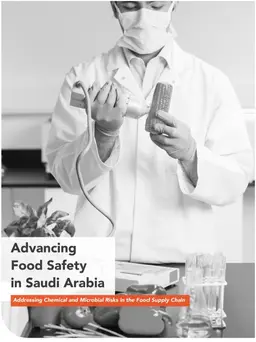 Advancing
Food Safety
in Saudi Arabia
Addressing Chemical and Microbial Risks in the Food Supply Chain